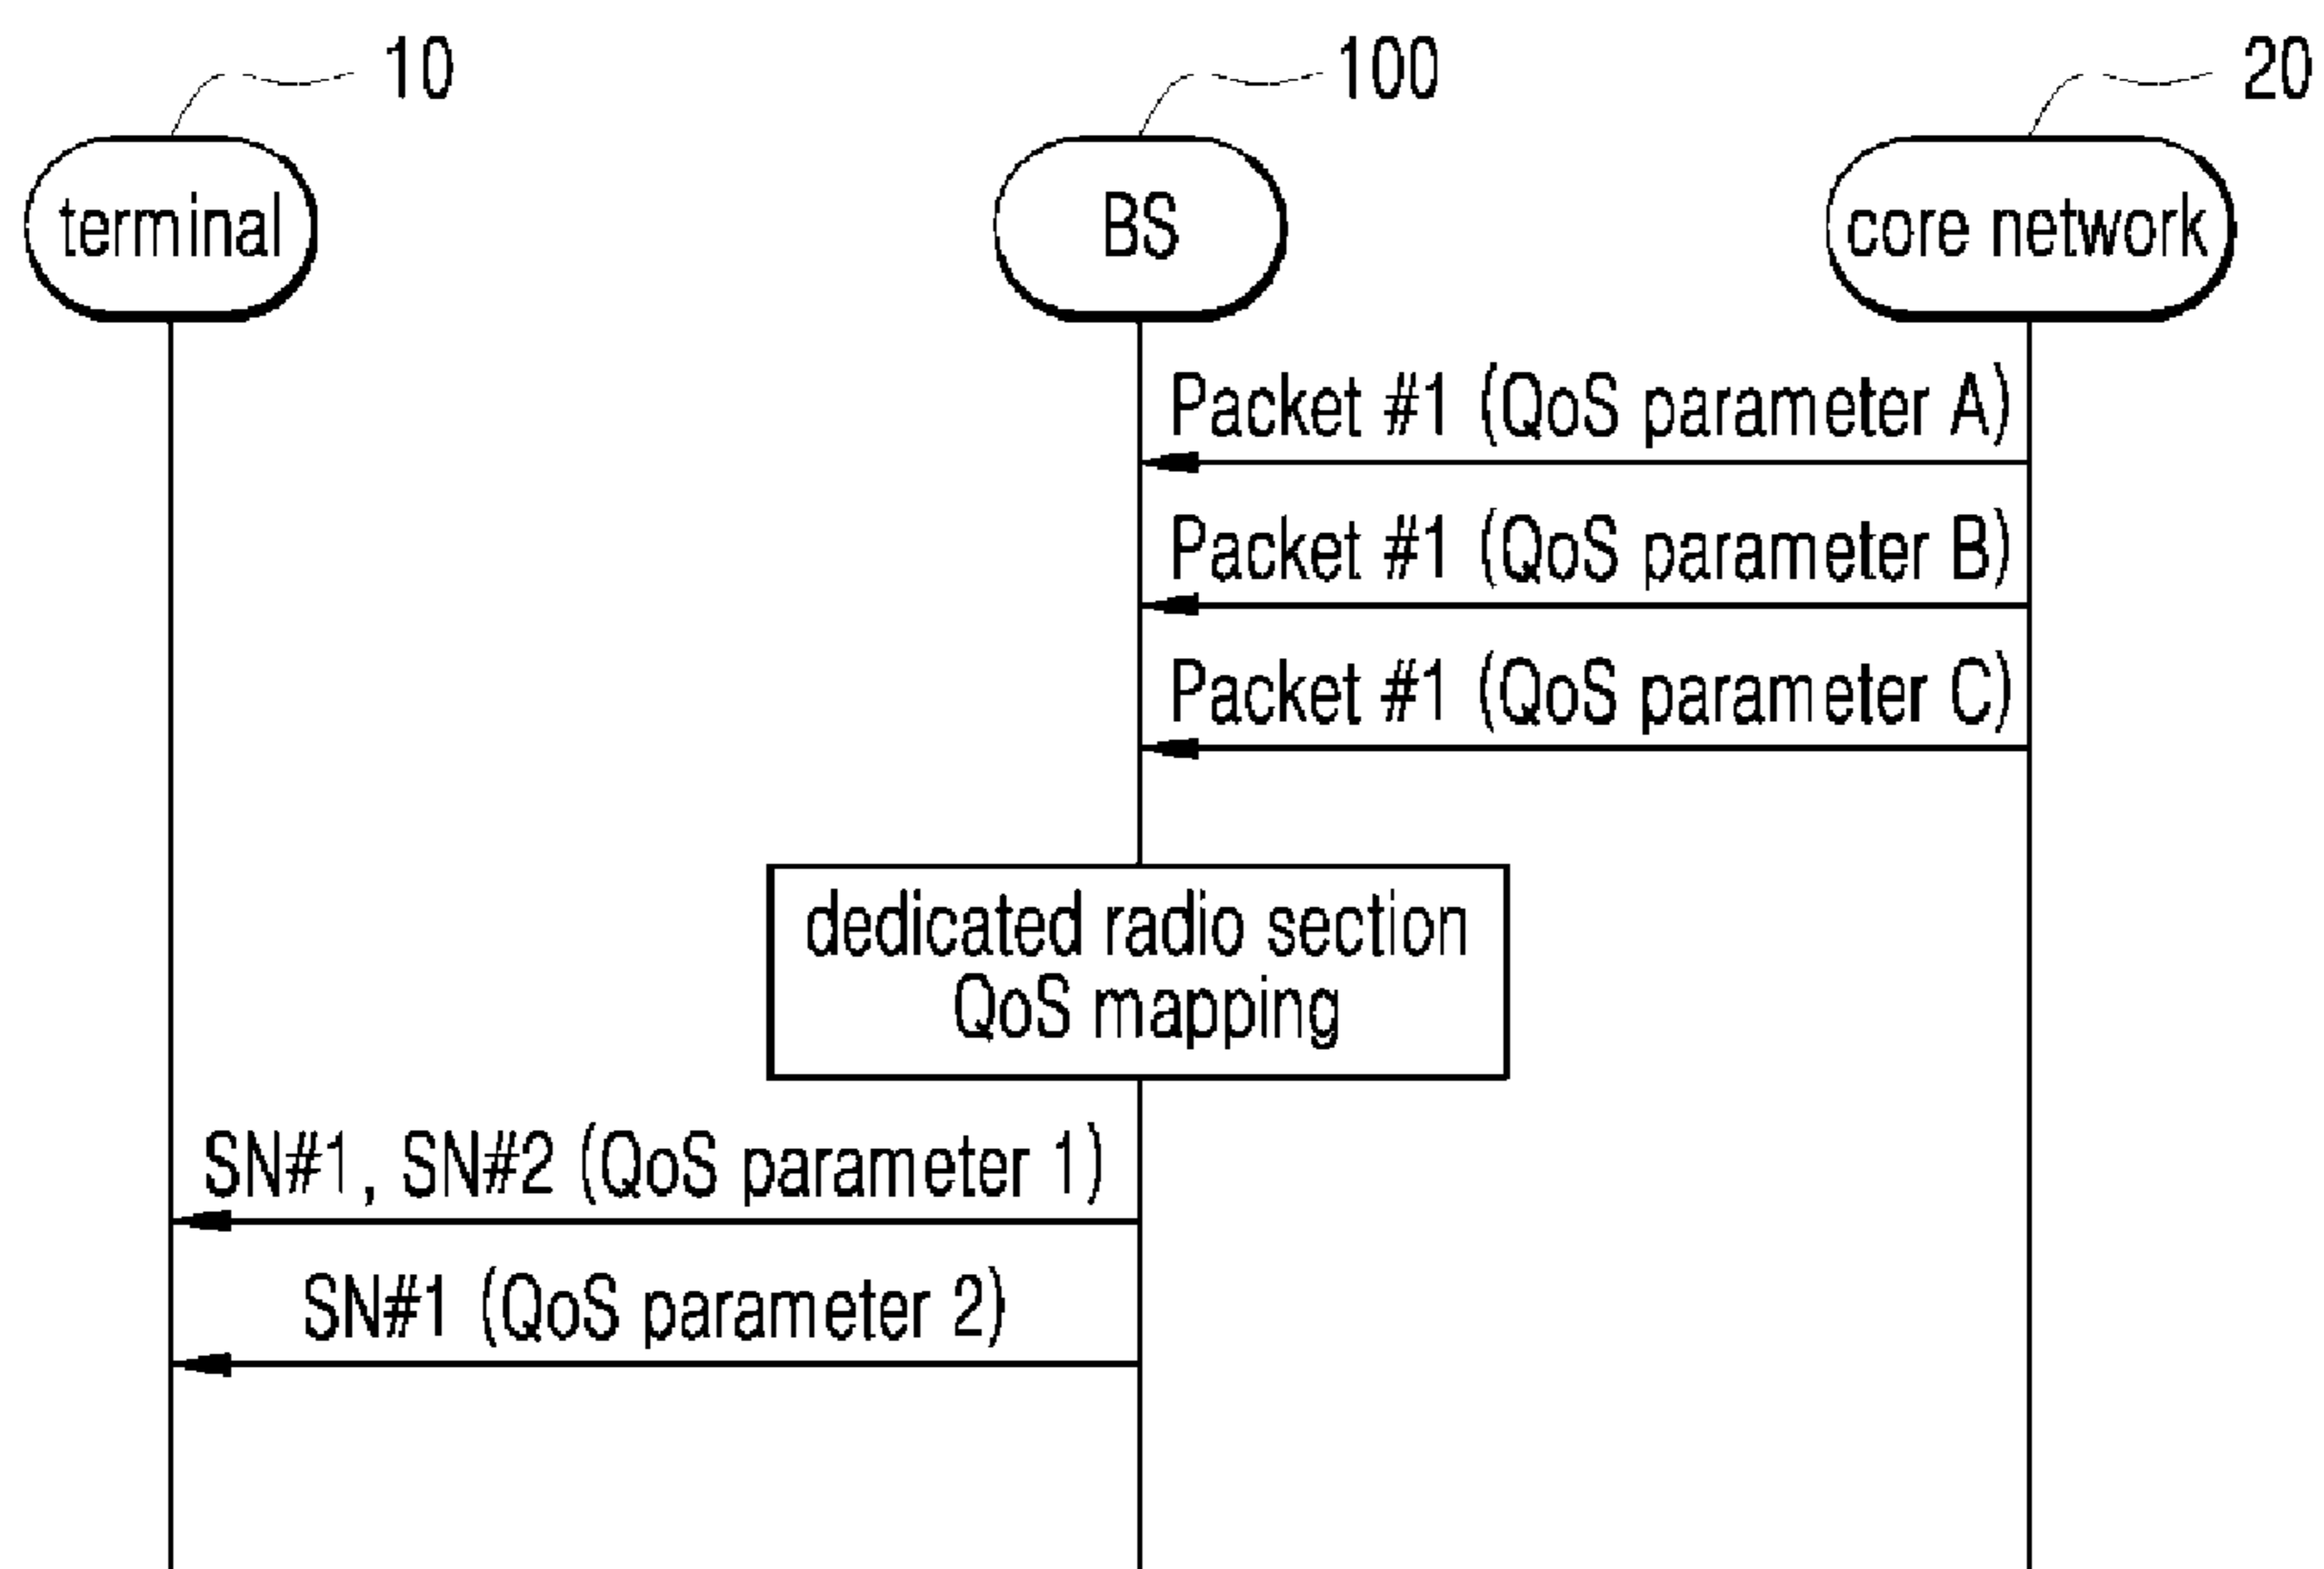 10
100
20
terminal
BS
core network
Packet #1 (QoS parameter A)
Packet #1 (QoS parameter B)
Packet #1 (QoS parameter C)
dedicated radio section
QoS mapping
SN#1, SN#2 (QoS parameter 1)
SN#1 (QoS parameter 2)